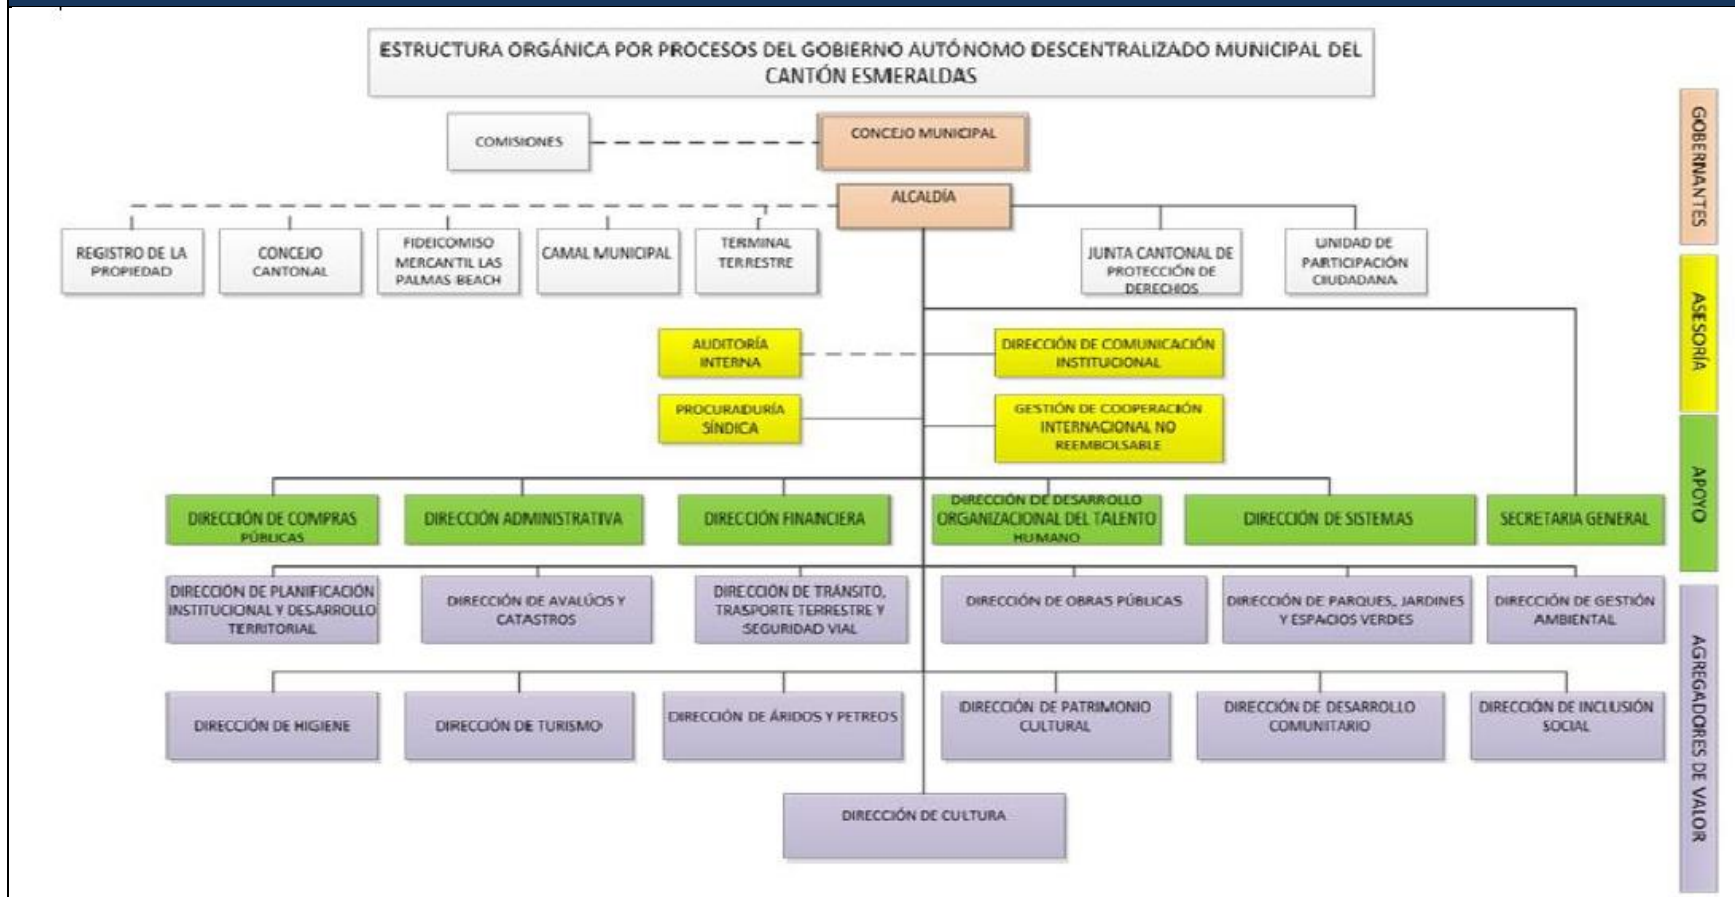 ESTRUCTURA ORGÁNICA POR PROCESOS DEL GOBIERNO AUTÓNOMO DESCENTRALIZADO MUNICIPAL DEL
CANTÓN ESMERALDAS
COMISIONES
CONCEJO MUNICIPAL
GOBERNANTES
ALCALDÍA
REGISTRO DE LA
PROPIEDAD
CONCEJO
CANTONAL
FIDEICOMISO
MERCANTIL LAS
PALMAS BEACH
CAMAL MUNICIPAL
TERMINAL
TERRESTRE
JUNTA CANTONAL DE
PROTECCIÓN DE
DERECHOS
UNIDAD DE
PARTICIPACIÓN
CIUDADANA
ASESORÍA
AUDITORÍA
INTERNA
DIRECCIÓN DE COMUNICACIÓN
INSTITUCIONAL
PROCURADURÍA
SÍNDICA
GESTIÓN DE COOPERACIÓN
INTERNACIONAL NO
REEMBOLSABLE
APOYO
DIRECCIÓN DE COMPRAS
PÚBLICAS
DIRECCIÓN ADMINISTRATIVA
DIRECCIÓN FINANCIERA
DIRECCIÓN DE DESARROLLO
ORGANIZACIONAL DEL TALENTO
HUMANO
DIRECCIÓN DE SISTEMAS
SECRETARIA GENERAL
DIRECCIÓN DE PLANIFICACIÓN
INSTITUCIONAL Y DESARROLLO
TERRITORIAL
DIRECCIÓN DE AVALÚOS Y
CATASTROS
DIRECCIÓN DE TRÁNSITO,
TRASPORTE TERRESTRE Y
SEGURIDAD VIAL
DIRECCIÓN DE OBRAS PÚBLICAS
DIRECCIÓN DE PARQUES, JARDINES
Y ESPACIOS VERDES
DIRECCIÓN DE GESTIÓN
AMBIENTAL
AGREGADORES DE VALOR
DIRECCIÓN DE HIGIENE
DIRECCIÓN DE TURISMO
DIRECCIÓN DE ÁRIDOS Y PETREOS
DIRECCIÓN DE PATRIMONIO
CULTURAL
DIRECCIÓN DE DESARROLLO
COMUNITARIO
DIRECCIÓN DE INCLUSIÓN
SOCIAL
DIRECCIÓN DE CULTURA